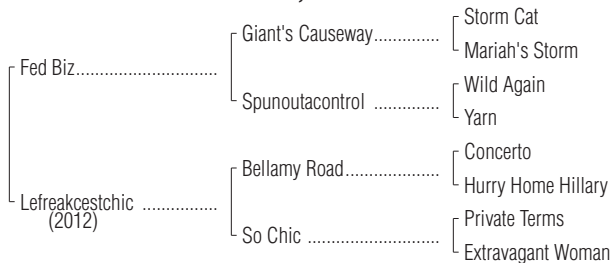 Storm Cat
Giant's Causeway..............
Mariah's Storm
Fed Biz.............................
Wild Again
Spunoutacontrol ..............
Yarn
Concerto
Bellamy Road....................
Hurry Home Hillary
Lefreakcestchic ................
(2012)
Private Terms
So Chic ............................
Extravagant Woman